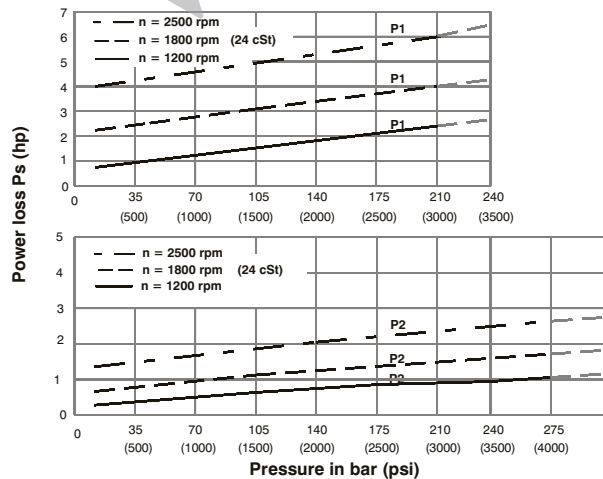 Power loss Ps (hp)
7
6
5
4
3
2
1
0
n = 2500 rpm
n = 1800 rpm (24 cSt)
n = 1200 rpm
P1
P1
P1
0 35 70 105 140 175 210 240
(500) (1000) (1500) (2000) (2500) (3000) (3500)
5
4
3
2
1
0
n = 2500 rpm
n = 1800 rpm (24 cSt)
n = 1200 rpm
P2
P2
P2
0 35 70 105 140 175 210 240 275
(500) (1000) (1500) (2000) (2500) (3000) (3500) (4000)
Pressure in bar (psi)